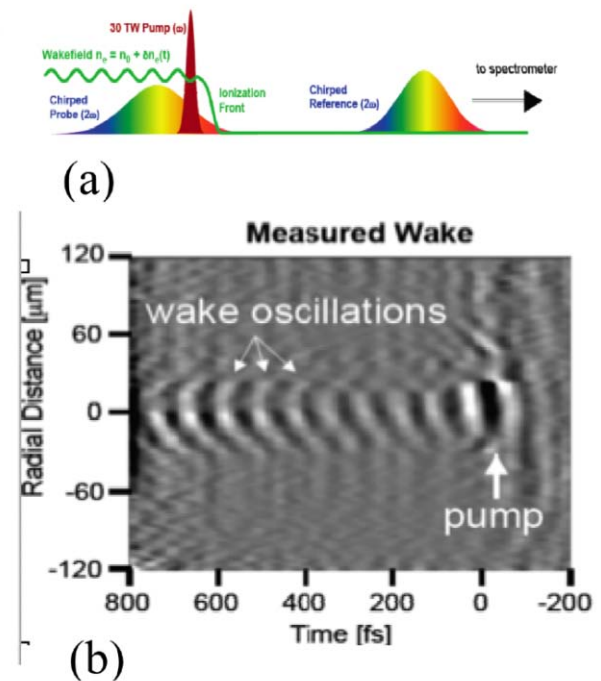 30 TW Pump (ω)
Wakefield nₑ = n₀ + δnₑ(t)
to spectrometer
Chirped
Probe (2ω)
Ionization
Front
Chirped
Reference (2ω)
(a)
Measured Wake
Radial Distance [μm]
120
60
0
-60
-120
wake oscillations
pump
800
600
400
200
0
-200
Time [fs]
(b)